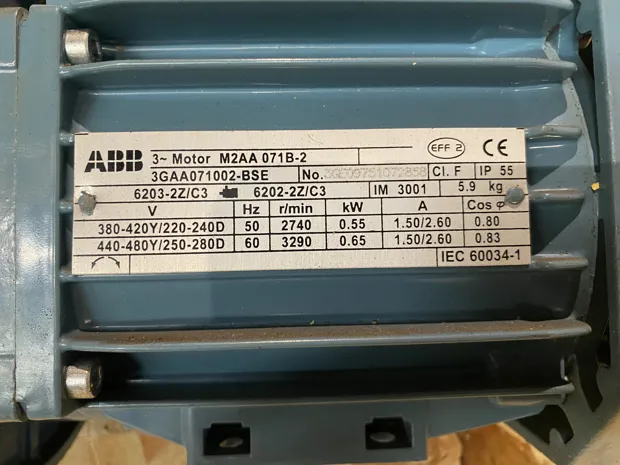 ABB 3~ Motor M2AA 071B-2 EFF 2 CE
3GAA071002-BSE No. Cl. F IP 55
6203-2Z/C3 6202-2Z/C3 IM 3001 5.9 kg
V Hz r/min kW A Cos φ
380-420Y/220-240D 50 2740 0.55 1.50/2.60 0.80
440-480Y/250-280D 60 3290 0.65 1.50/2.60 0.83
IEC 60034-1